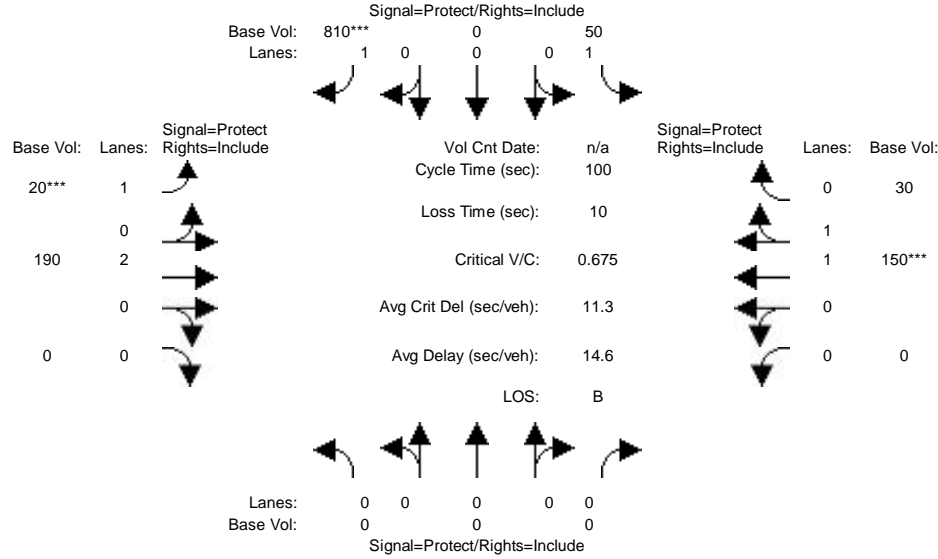 Signal=Protect/Rights=Include
Base Vol: 810*** 0 50
Lanes: 1 0 0 0 1
Signal=Protect
Base Vol: Lanes: Rights=Include
Vol Cnt Date: n/a
Signal=Protect
Rights=Include Lanes: Base Vol:
Cycle Time (sec): 100
20*** 1
0 30
Loss Time (sec): 10
0
1
190 2
Critical V/C: 0.675
1 150***
0
Avg Crit Del (sec/veh): 11.3
0
0 0
Avg Delay (sec/veh): 14.6
0 0
LOS: B
Lanes: 0 0 0 0 0
Base Vol: 0 0 0
Signal=Protect/Rights=Include